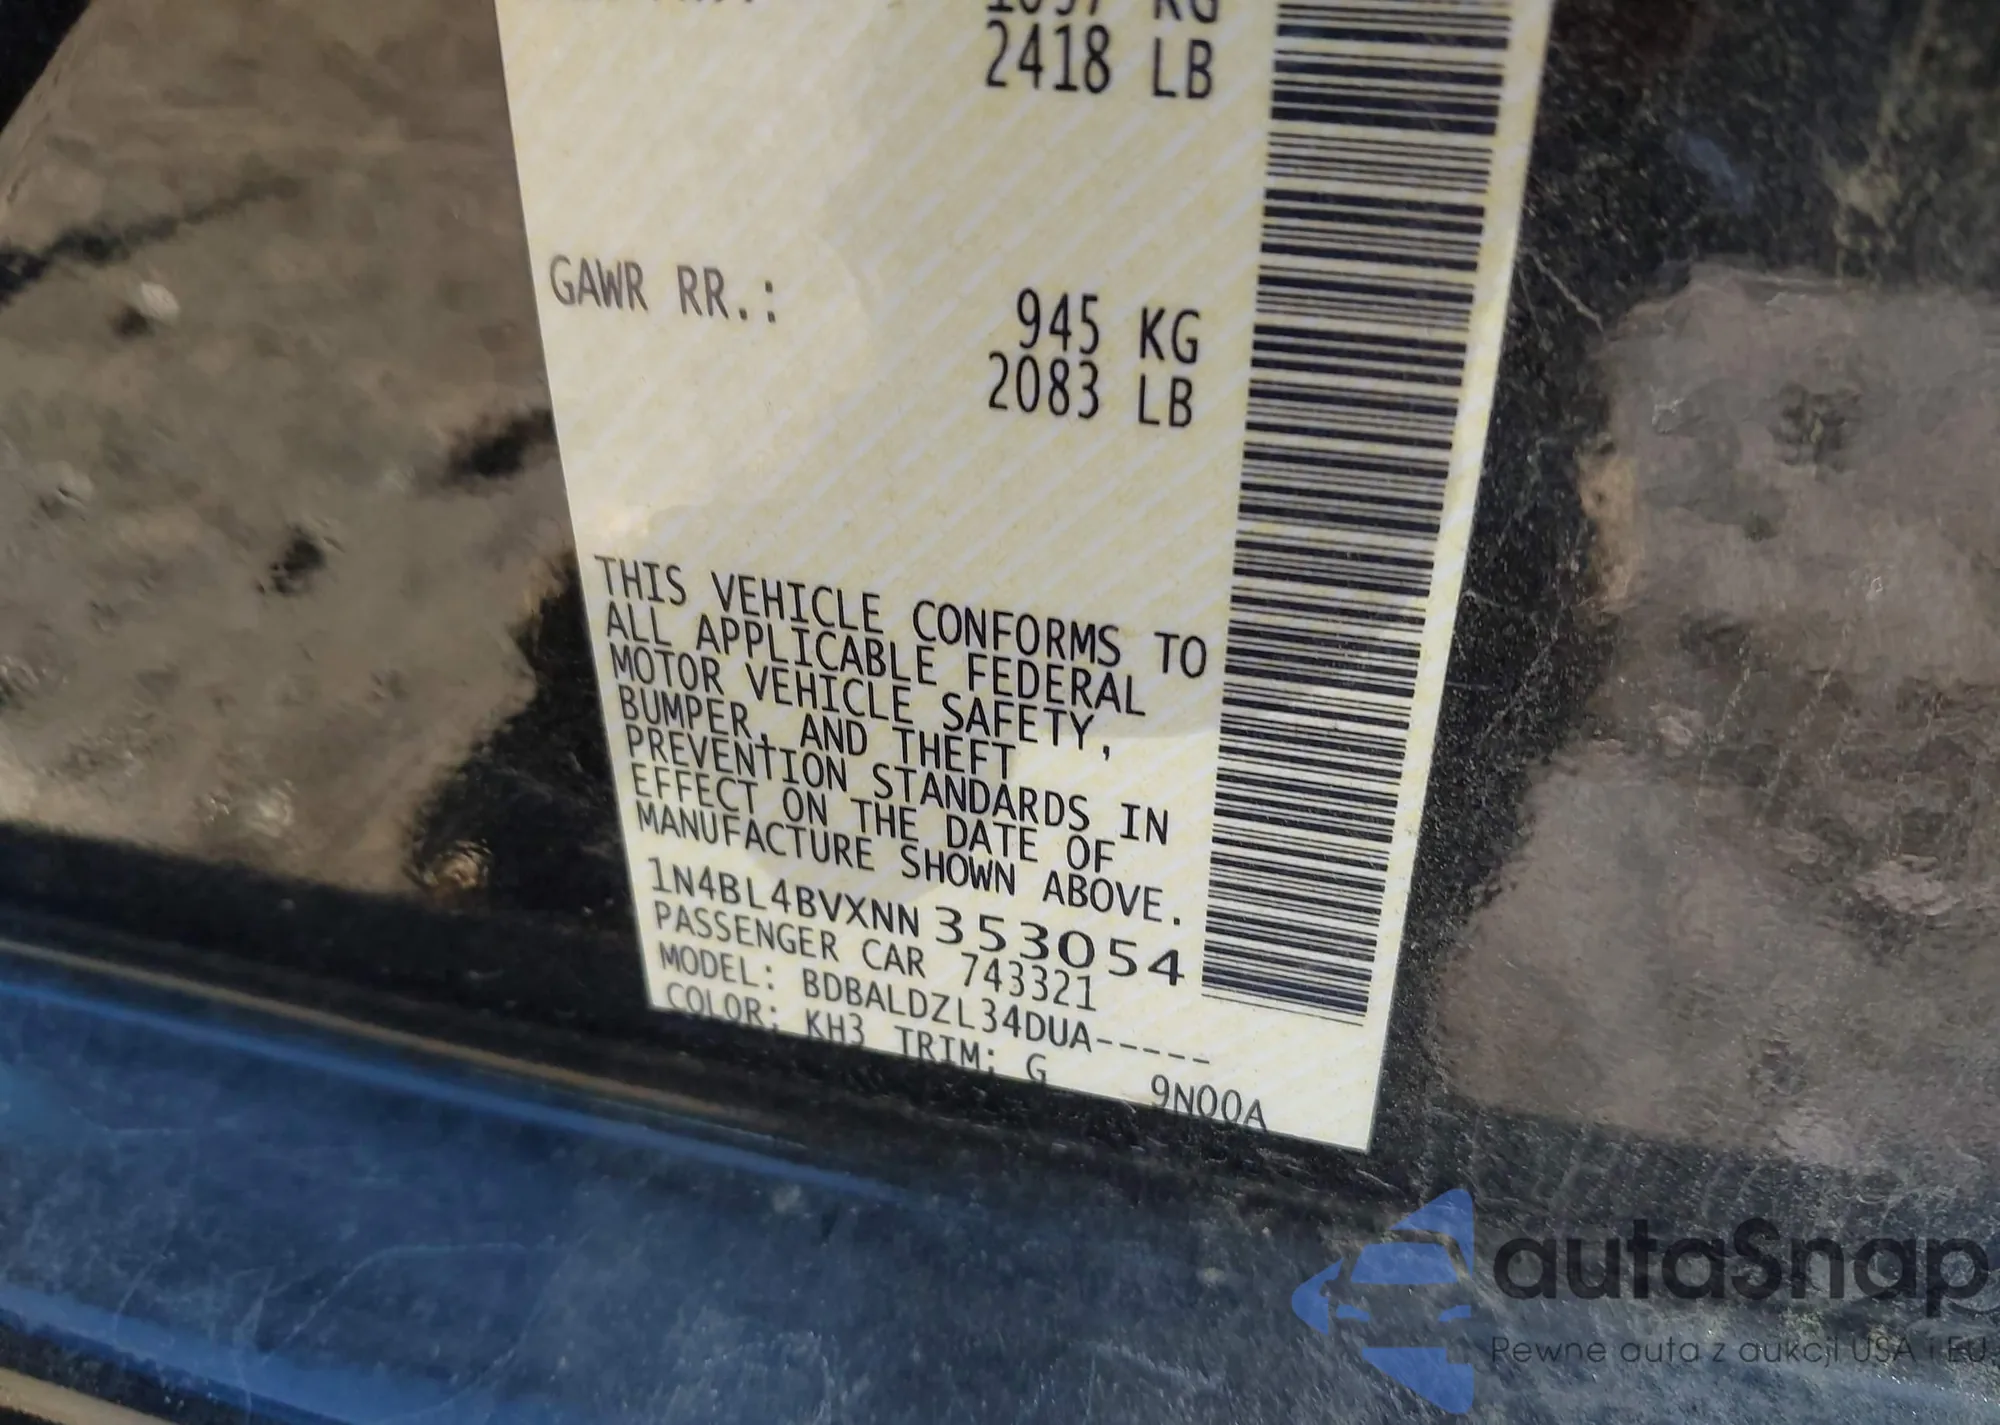 2418 LB
GAWR RR.: 945 KG
2083 LB
THIS VEHICLE CONFORMS TO
ALL APPLICABLE FEDERAL
MOTOR VEHICLE SAFETY,
BUMPER, AND THEFT
PREVENTION STANDARDS IN
EFFECT ON THE DATE OF
MANUFACTURE SHOWN ABOVE.
1N4BL4BVXNN353054
PASSENGER CAR 743321
MODEL: BDBALDZL34DUA-----
COLOR: KH3 TRIM: G 9N00A
autaSnap
Pewne auta z aukcji USA i EU